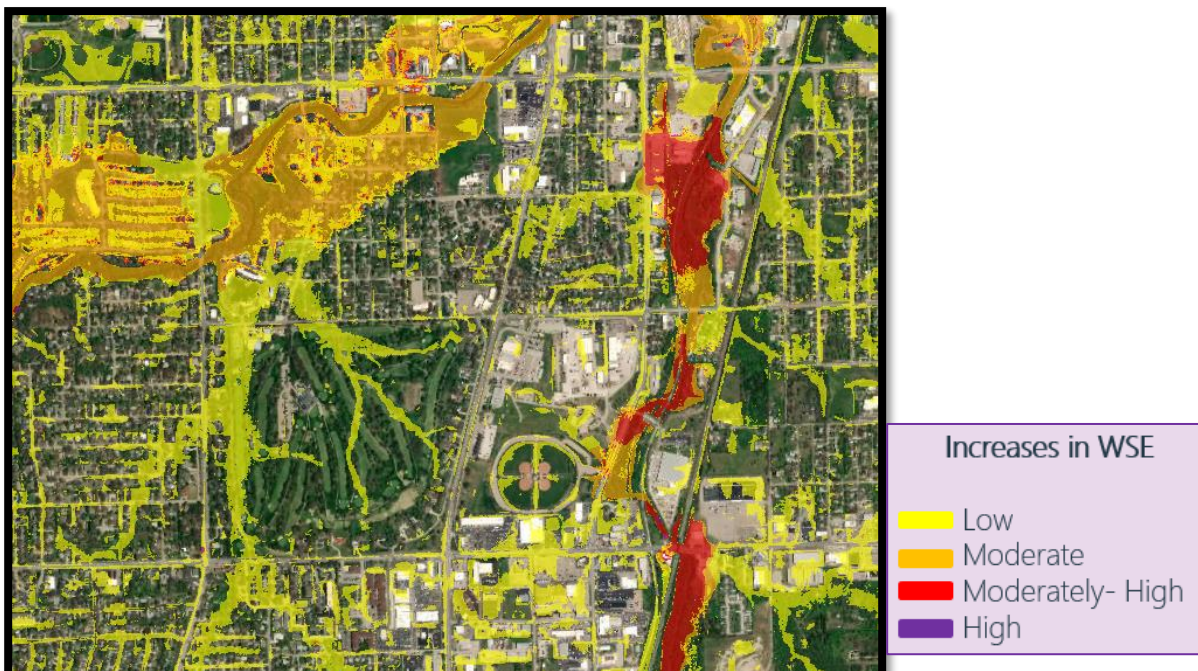 Increases in WSE
Low
Moderate
Moderately- High
High